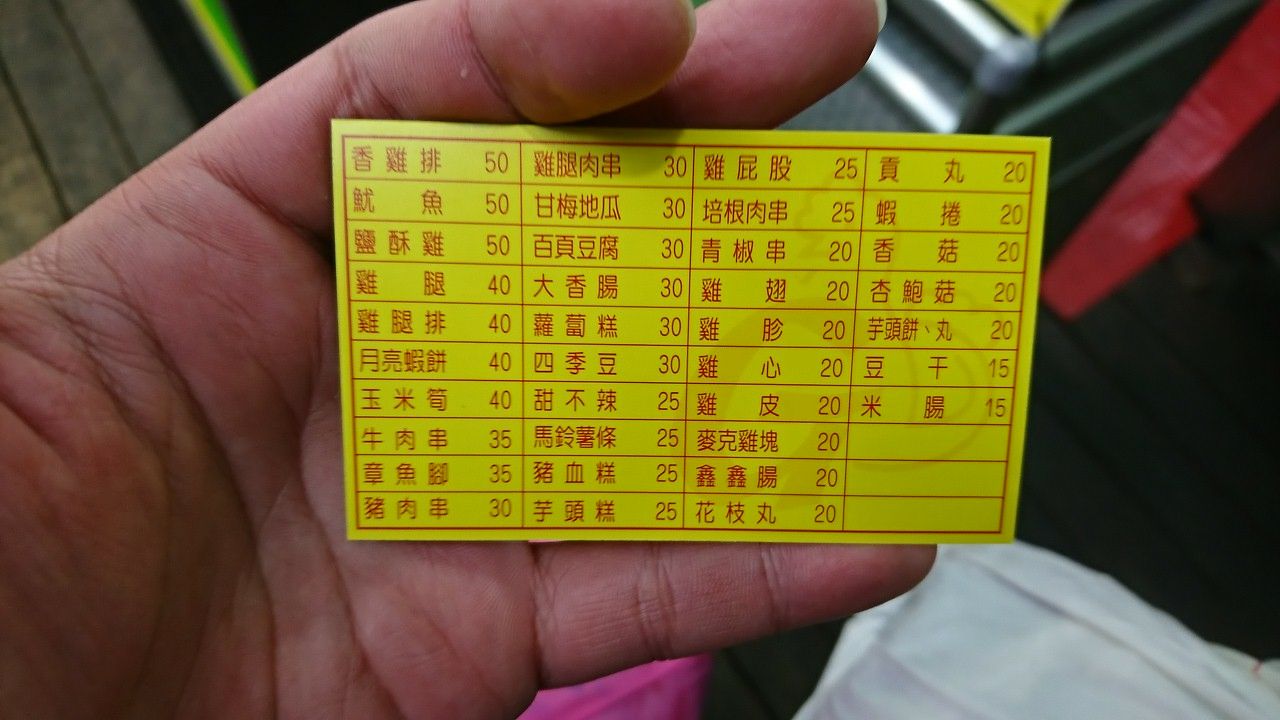 香雞排 50 雞腿肉串 30 雞屁股 25 貢丸 20
魷魚 50 甘梅地瓜 30 培根肉串 25 蝦捲 20
鹽酥雞 50 百頁豆腐 30 青椒串 20 香菇 20
雞腿 40 大香腸 30 雞翅 20 杏鮑菇 20
雞腿排 40 蘿蔔糕 30 雞胗 20 芋頭餅、丸 20
月亮蝦餅 40 四季豆 30 雞心 20 豆干 15
玉米筍 40 甜不辣 25 雞皮 20 米腸 15
牛肉串 35 馬鈴薯條 25 麥克雞塊 20
章魚腳 35 豬血糕 25 鑫鑫腸 20
豬肉串 30 芋頭糕 25 花枝丸 20